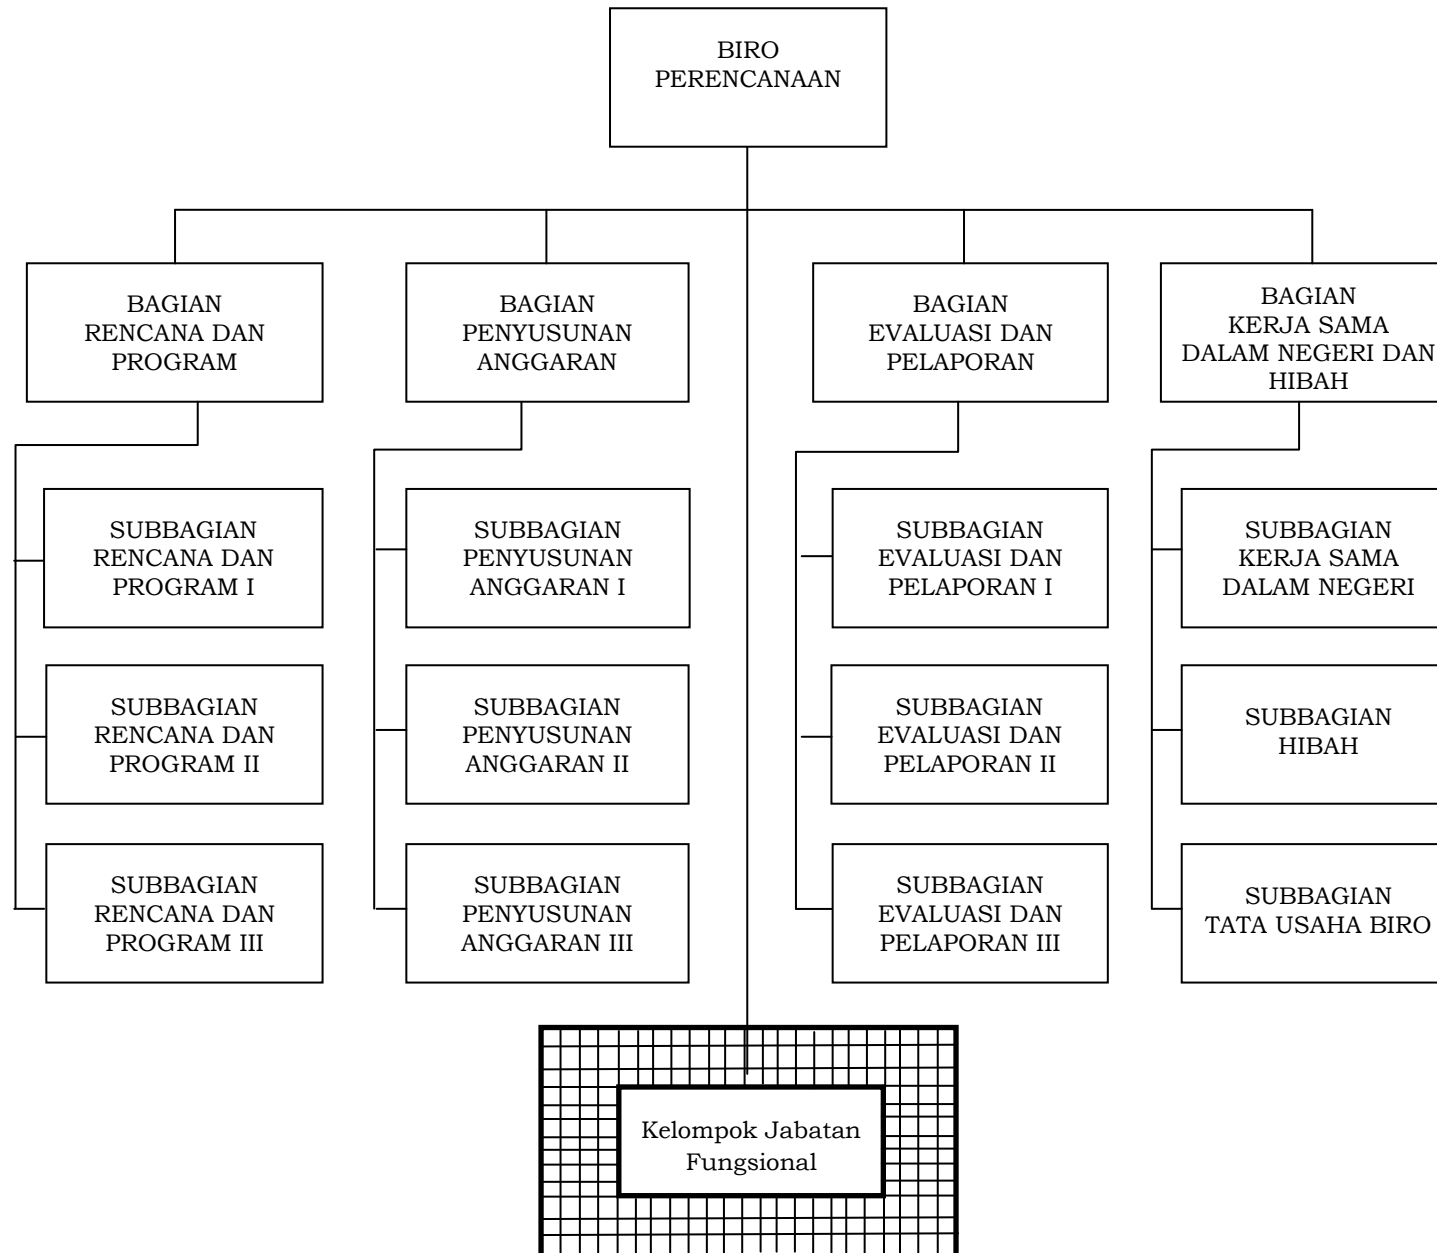 BIRO
PERENCANAAN
BAGIAN
RENCANA DAN
PROGRAM
BAGIAN
PENYUSUNAN
ANGGARAN
BAGIAN
EVALUASI DAN
PELAPORAN
BAGIAN
KERJA SAMA
DALAM NEGERI DAN
HIBAH
SUBBAGIAN
RENCANA DAN
PROGRAM I
SUBBAGIAN
PENYUSUNAN
ANGGARAN I
SUBBAGIAN
EVALUASI DAN
PELAPORAN I
SUBBAGIAN
KERJA SAMA
DALAM NEGERI
SUBBAGIAN
RENCANA DAN
PROGRAM II
SUBBAGIAN
PENYUSUNAN
ANGGARAN II
SUBBAGIAN
EVALUASI DAN
PELAPORAN II
SUBBAGIAN
HIBAH
SUBBAGIAN
RENCANA DAN
PROGRAM III
SUBBAGIAN
PENYUSUNAN
ANGGARAN III
SUBBAGIAN
EVALUASI DAN
PELAPORAN III
SUBBAGIAN
TATA USAHA BIRO
Kelompok Jabatan
Fungsional